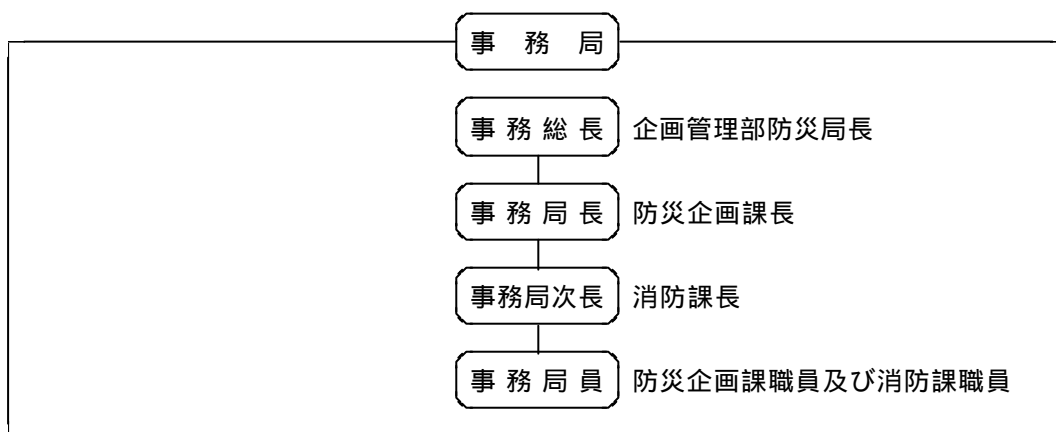 事務局
事務総長 企画管理部防災局長
事務局長 防災企画課長
事務局次長 消防課長
事務局員 防災企画課職員及び消防課職員